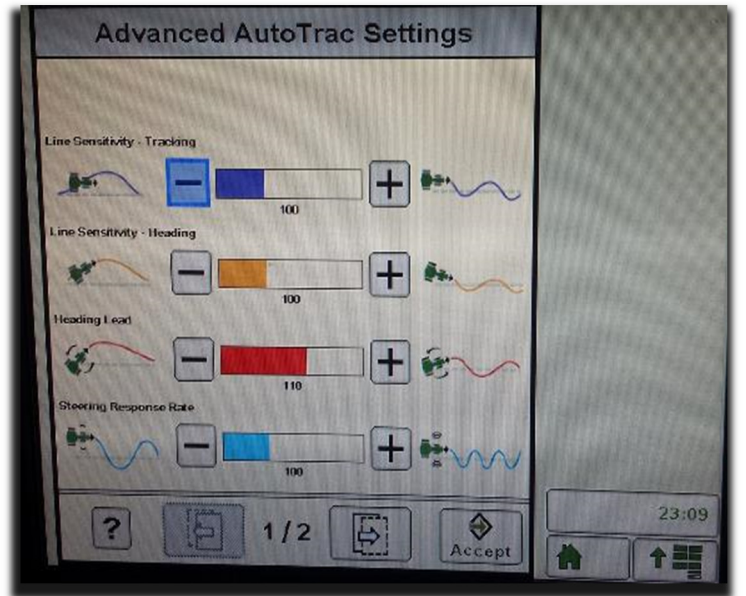 Advanced AutoTrac Settings
Line Sensitivity - Tracking
100
Line Sensitivity - Heading
100
Heading Lead
110
Steering Response Rate
100
? 1/2 Accept
23:09